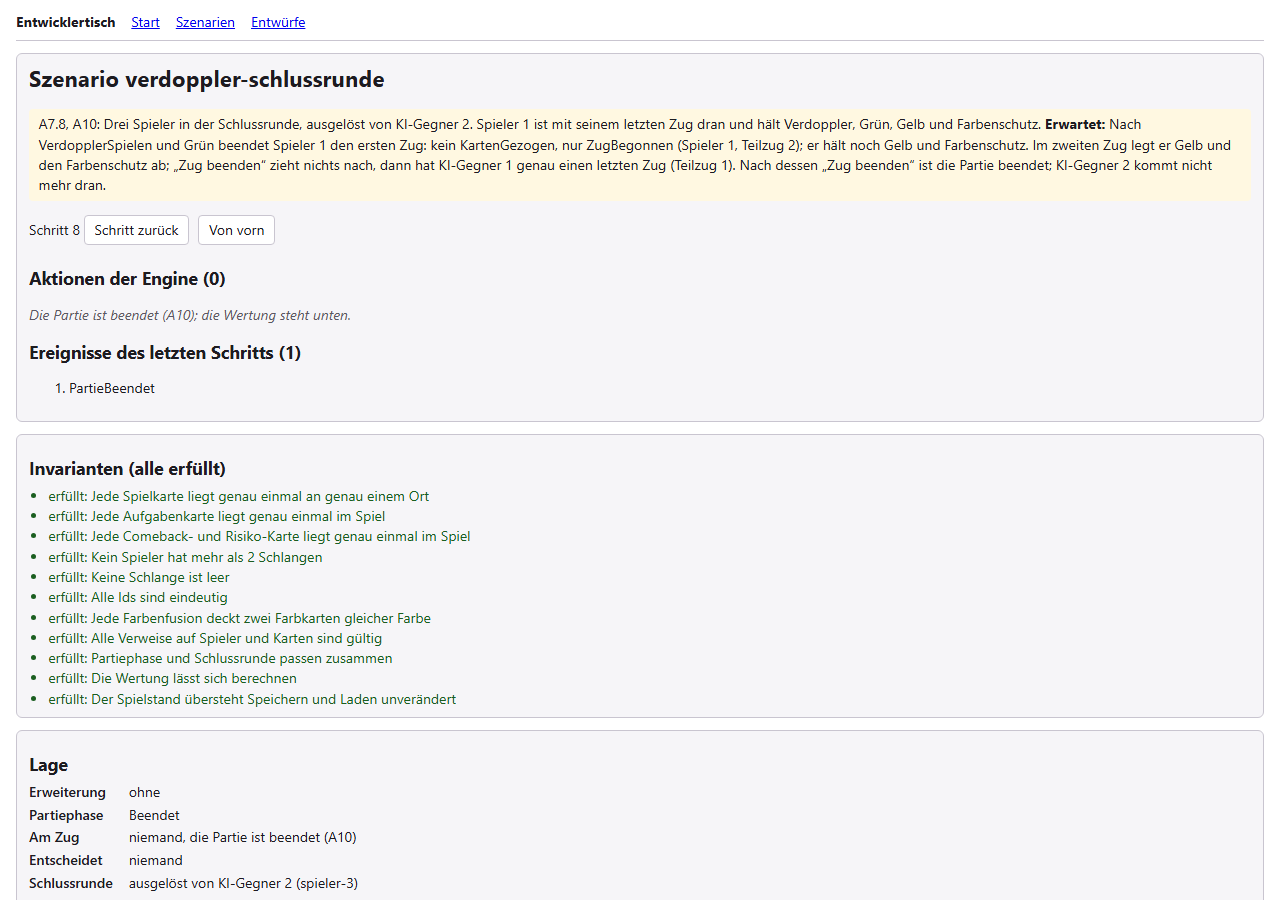 Entwicklertisch Start Szenarien Entwürfe
Szenario verdoppler-schlussrunde
A7.8, A10: Drei Spieler in der Schlussrunde, ausgelöst von KI-Gegner 2. Spieler 1 ist mit seinem letzten Zug dran und hält Verdoppler, Grün, Gelb und Farbenschutz. Erwartet: Nach
VerdopplerSpielen und Grün beendet Spieler 1 den ersten Zug: kein KartenGezogen, nur ZugBegonnen (Spieler 1, Teilzug 2); er hält noch Gelb und Farbenschutz. Im zweiten Zug legt er Gelb und
den Farbenschutz ab; „Zug beenden“ zieht nichts nach, dann hat KI-Gegner 1 genau einen letzten Zug (Teilzug 1). Nach dessen „Zug beenden“ ist die Partie beendet; KI-Gegner 2 kommt nicht
mehr dran.
Schritt 8 Schritt zurück Von vorn
Aktionen der Engine (0)
Die Partie ist beendet (A10); die Wertung steht unten.
Ereignisse des letzten Schritts (1)
1. PartieBeendet
Invarianten (alle erfüllt)
erfüllt: Jede Spielkarte liegt genau einmal an genau einem Ort
erfüllt: Jede Aufgabenkarte liegt genau einmal im Spiel
erfüllt: Jede Comeback- und Risiko-Karte liegt genau einmal im Spiel
erfüllt: Kein Spieler hat mehr als 2 Schlangen
erfüllt: Keine Schlange ist leer
erfüllt: Alle Ids sind eindeutig
erfüllt: Jede Farbenfusion deckt zwei Farbkarten gleicher Farbe
erfüllt: Alle Verweise auf Spieler und Karten sind gültig
erfüllt: Partiephase und Schlussrunde passen zusammen
erfüllt: Die Wertung lässt sich berechnen
erfüllt: Der Spielstand übersteht Speichern und Laden unverändert
Lage
Erweiterung ohne
Partiephase Beendet
Am Zug niemand, die Partie ist beendet (A10)
Entscheidet niemand
Schlussrunde ausgelöst von KI-Gegner 2 (spieler-3)